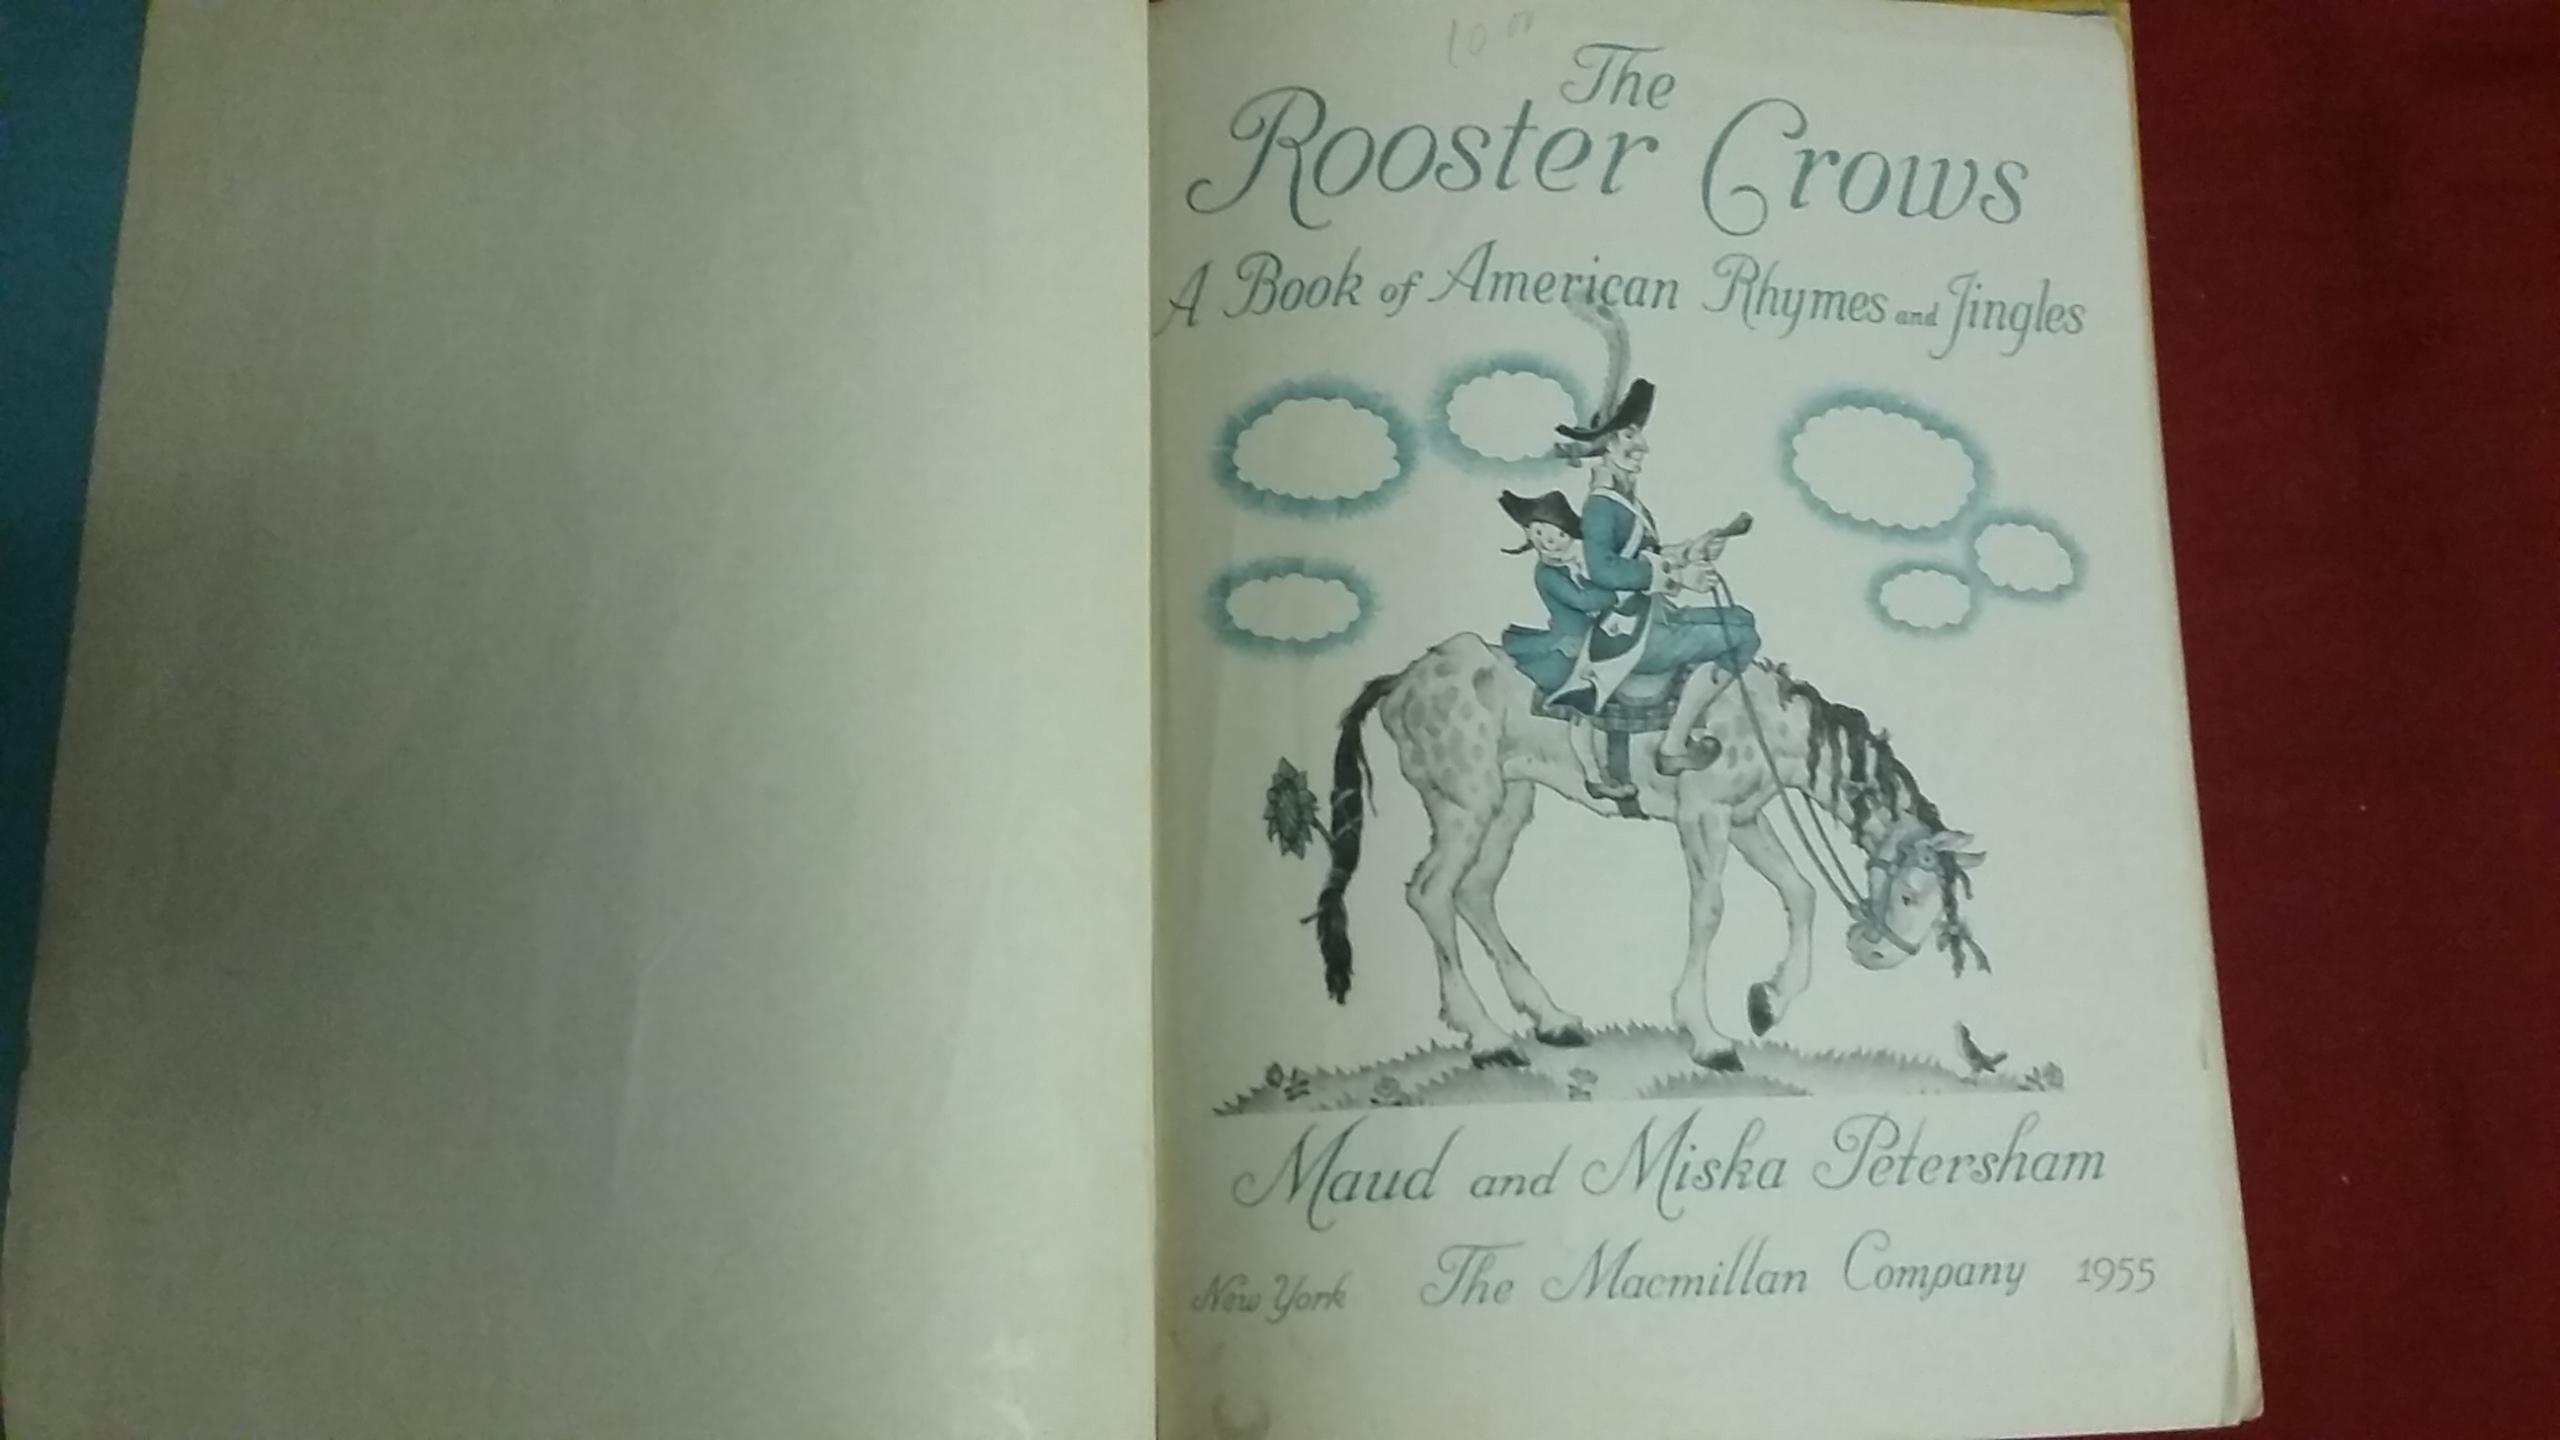 10 00
The
Rooster Crows
A Book of American Rhymes and Jingles
Maud and Miska Petersham
New York The Macmillan Company 1955